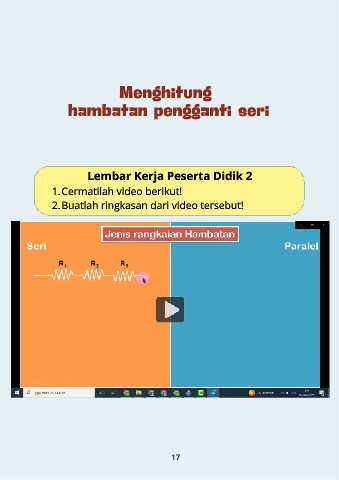 Menghitung
hambatan pengganti seri
Lembar Kerja Peserta Didik 2
1. Cermatilah video berikut!
2. Buatlah ringkasan dari video tersebut!
Jenis rangkaian Hambatan
Seri
Paralel
R₁ R₂ R₃
17